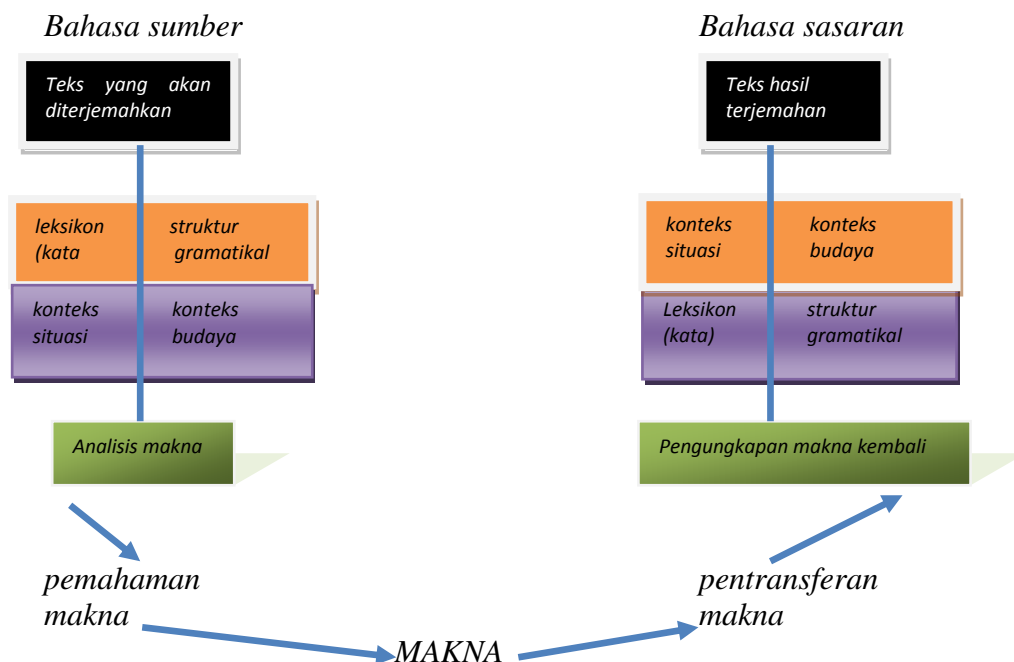 Bahasa sumber
Bahasa sasaran
Teks yang akan
diterjemahkan
Teks hasil
terjemahan
leksikon
(kata
struktur
gramatikal
konteks
situasi
konteks
budaya
konteks
situasi
konteks
budaya
Leksikon
(kata)
struktur
gramatikal
Analisis makna
Pengungkapan makna kembali
pemahaman
makna
pentransferan
makna
MAKNA